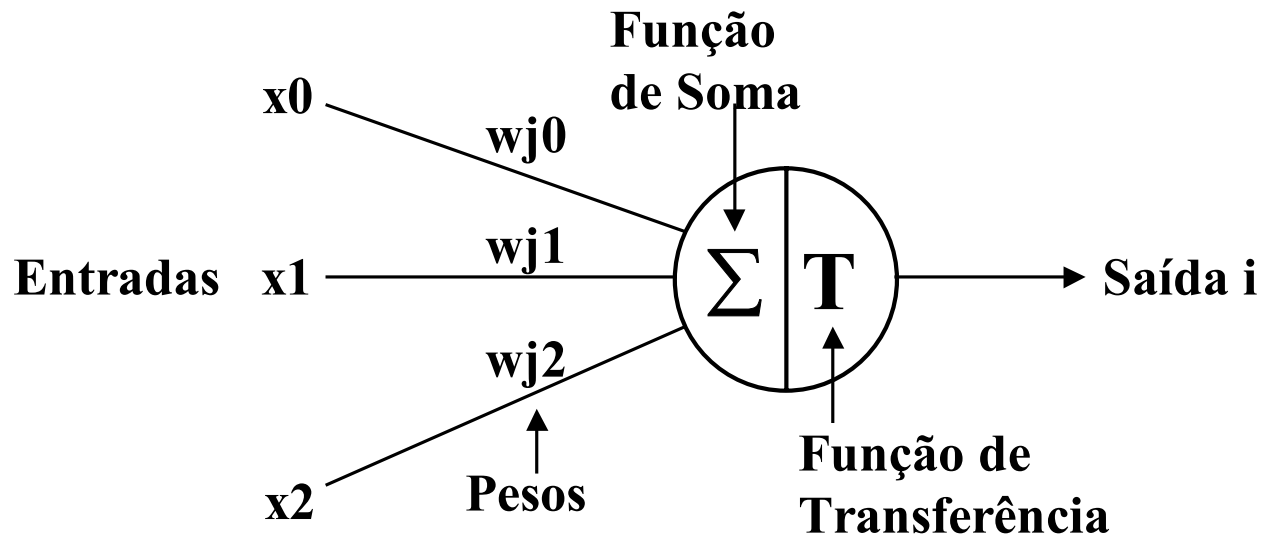 Função
de Soma
x0
wj0
wj1
Entradas x1
Σ T
Saída i
wj2
Pesos
x2
Função de
Transferência